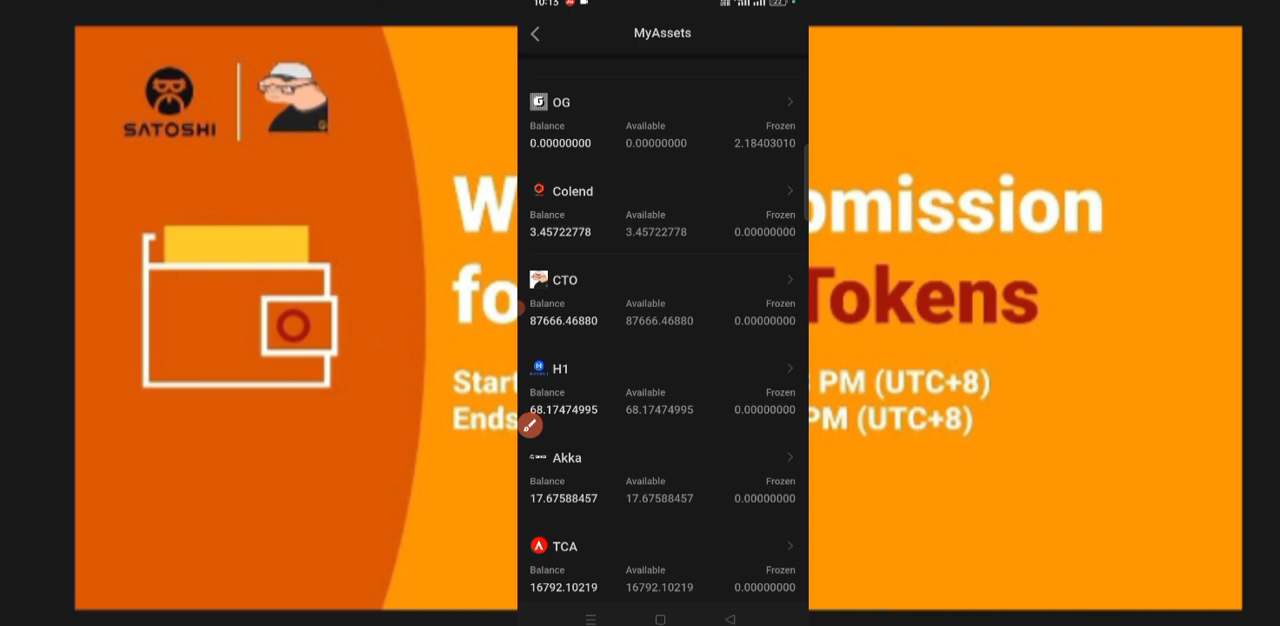 10:13
MyAssets
SATOSHI
OG
Balance Available Frozen
0.00000000 0.00000000 2.18403010
Colend
Balance Available Frozen
3.45722778 3.45722778 0.00000000
CTO
Balance Available Frozen
87666.46880 87666.46880 0.00000000
H1
Balance Available Frozen
68.17474995 68.17474995 0.00000000
Akka
Balance Available Frozen
17.67588457 17.67588457 0.00000000
TCA
Balance Available Frozen
16792.10219 16792.10219 0.00000000
Tokens
PM (UTC+8)
Ends PM (UTC+8)